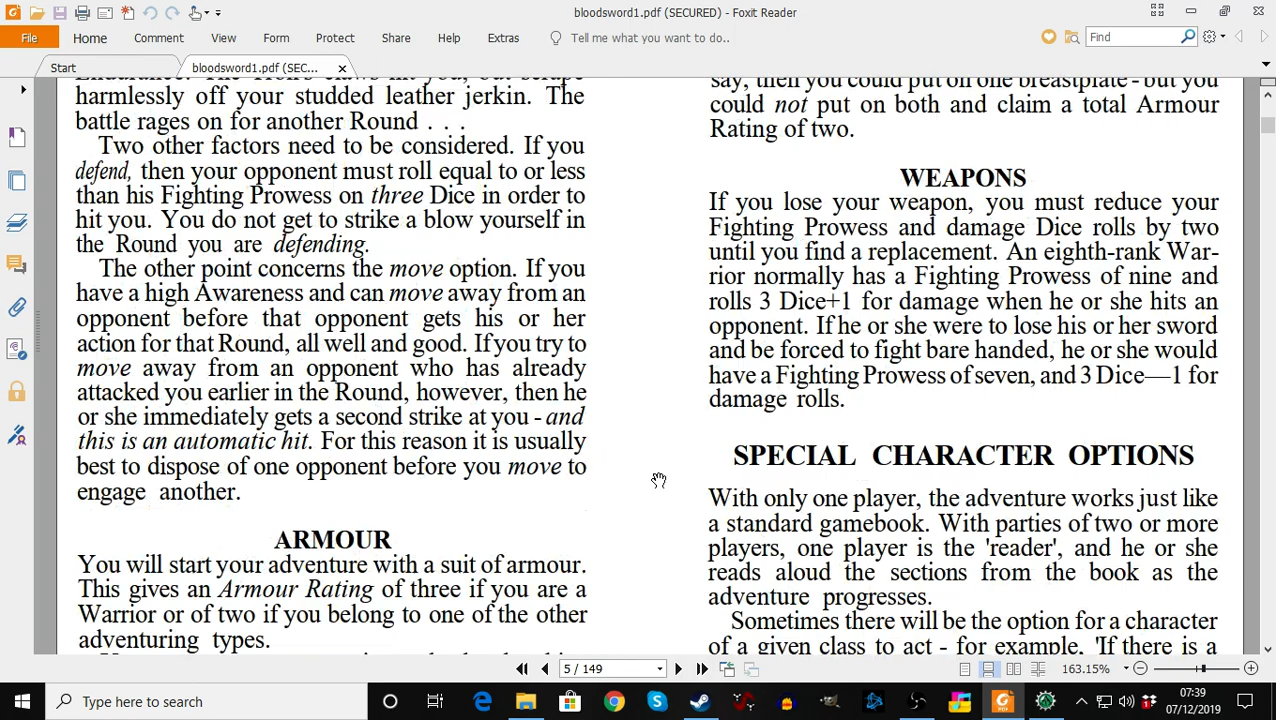 bloodsword1.pdf (SECURED) - Foxit Reader
File Home Comment View Form Protect Share Help Extras Tell me what you want to do.. Find
Start bloodsword1.pdf (SEC...
harmlessly off your studded leather jerkin. The
battle rages on for another Round . . .
Two other factors need to be considered. If you
defend, then your opponent must roll equal to or less
than his Fighting Prowess on three Dice in order to
hit you. You do not get to strike a blow yourself in
the Round you are defending.
The other point concerns the move option. If you
have a high Awareness and can move away from an
opponent before that opponent gets his or her
action for that Round, all well and good. If you try to
move away from an opponent who has already
attacked you earlier in the Round, however, then he
or she immediately gets a second strike at you - and
this is an automatic hit. For this reason it is usually
best to dispose of one opponent before you move to
engage another.
ARMOUR
You will start your adventure with a suit of armour.
This gives an Armour Rating of three if you are a
Warrior or of two if you belong to one of the other
adventuring types.
say, then you could put on one breastplate - but you
could not put on both and claim a total Armour
Rating of two.
WEAPONS
If you lose your weapon, you must reduce your
Fighting Prowess and damage Dice rolls by two
until you find a replacement. An eighth-rank War-
rior normally has a Fighting Prowess of nine and
rolls 3 Dice+1 for damage when he or she hits an
opponent. If he or she were to lose his or her sword
and be forced to fight bare handed, he or she would
have a Fighting Prowess of seven, and 3 Dice—1 for
damage rolls.
SPECIAL CHARACTER OPTIONS
With only one player, the adventure works just like
a standard gamebook. With parties of two or more
players, one player is the 'reader', and he or she
reads aloud the sections from the book as the
adventure progresses.
Sometimes there will be the option for a character
of a given class to act - for example, 'If there is a
5 / 149 163.15%
Type here to search
07:39
07/12/2019